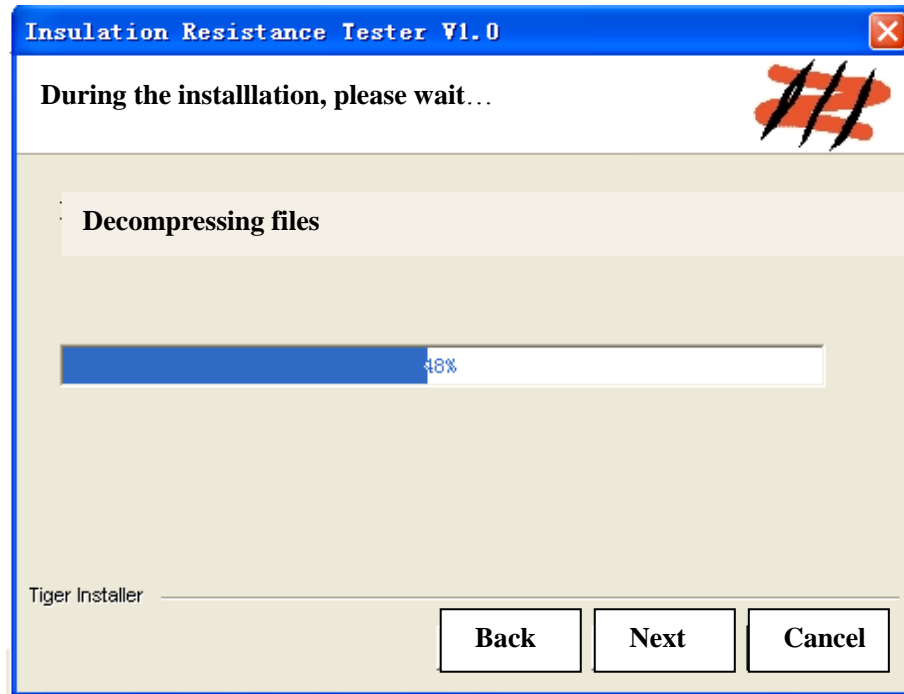 Insulation Resistance Tester V1.0
During the installlation, please wait...
Decompressing files
48%
Tiger Installer
Back Next Cancel